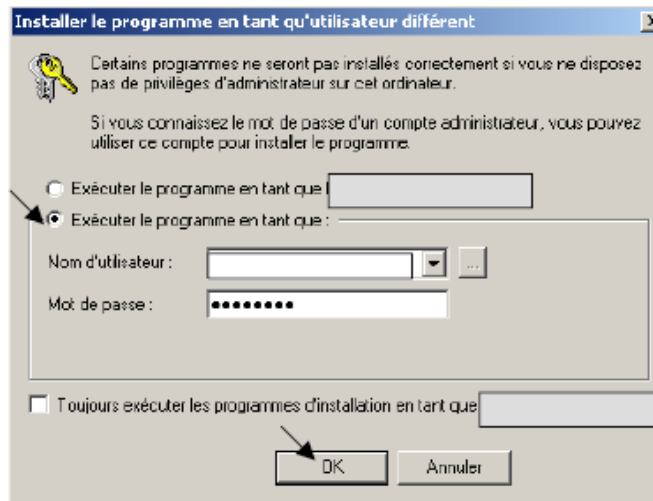 Installer le programme en tant qu'utilisateur différent
Certains programmes ne seront pas installés correctement si vous ne disposez
pas de privilèges d'administrateur sur cet ordinateur.
Si vous connaissez le mot de passe d'un compte administrateur, vous pouvez
utiliser ce compte pour installer le programme.
Exécuter le programme en tant que
Exécuter le programme en tant que :
Nom d'utilisateur :
...
Mot de passe :
●●●●●●●●
Toujours exécuter les programmes d'installation en tant que
OK
Annuler